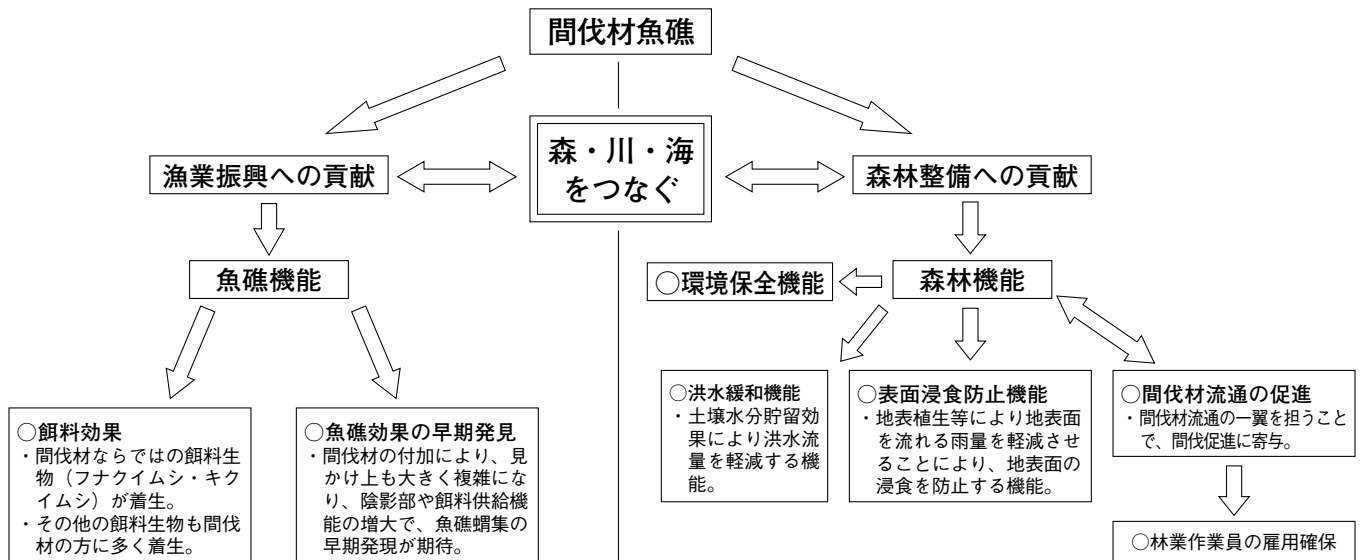 間伐材魚礁
森・川・海
をつなぐ
漁業振興への貢献
森林整備への貢献
魚礁機能
○環境保全機能
森林機能
○餌料効果
・間伐材ならではの餌料生
物（フナクイムシ・キク
イムシ）が着生。
・その他の餌料生物も間伐
材の方に多く着生。
○魚礁効果の早期発見
・間伐材の付加により、見
かけ上も大きく複雑にな
り、陰影部や餌料供給機
能の増大で、魚礁蝟集の
早期発現が期待。
○洪水緩和機能
・土壌水分貯留効
果により洪水流
量を軽減する機
能。
○表面浸食防止機能
・地表植生等により地表面
を流れる雨量を軽減させ
ることにより、地表面の
浸食を防止する機能。
○間伐材流通の促進
・間伐材流通の一翼を担うこと
で、間伐促進に寄与。
○林業作業員の雇用確保